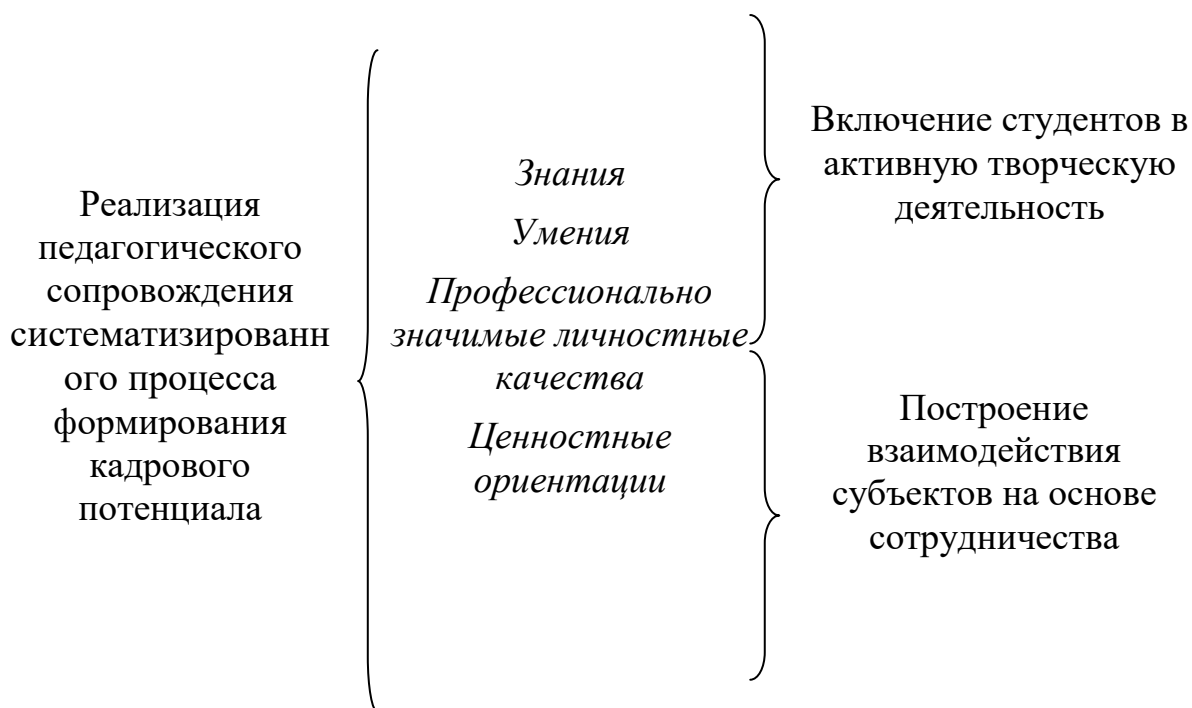 Реализация
педагогического
сопровождения
систематизированн
ого процесса
формирования
кадрового
потенциала
Знания
Умения
Профессионально
значимые личностные
качества
Ценностные
ориентации
Включение студентов в
активную творческую
деятельность
Построение
взаимодействия
субъектов на основе
сотрудничества